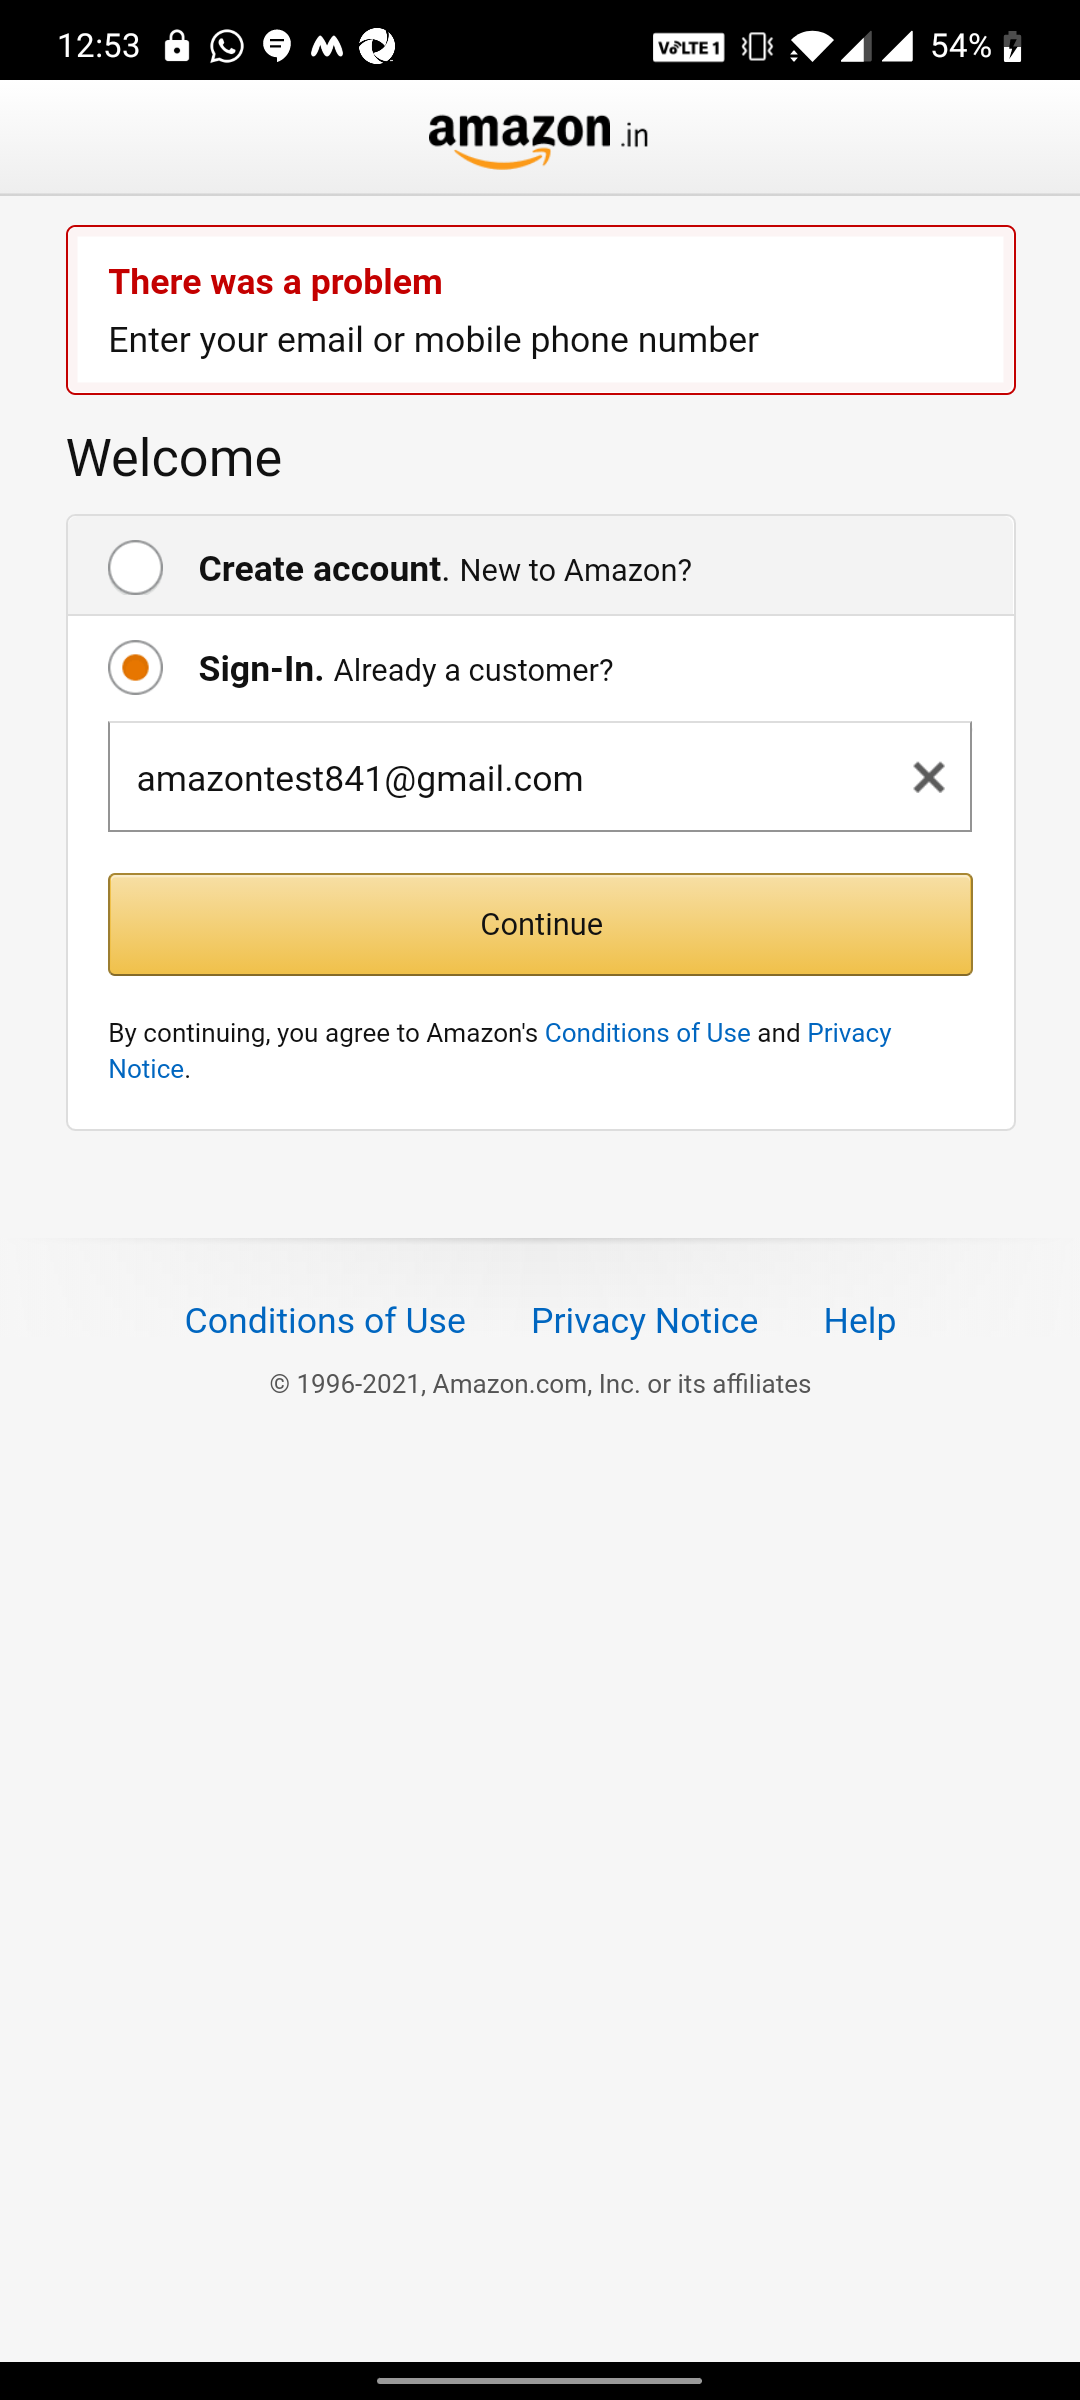 12:53
VoLTE 1
54%
amazon.in
There was a problem
Enter your email or mobile phone number
Welcome
Create account. New to Amazon?
Sign-In. Already a customer?
amazontest841@gmail.com
Continue
By continuing, you agree to Amazon's Conditions of Use and Privacy
Notice.
Conditions of Use Privacy Notice Help
© 1996-2021, Amazon.com, Inc. or its affiliates